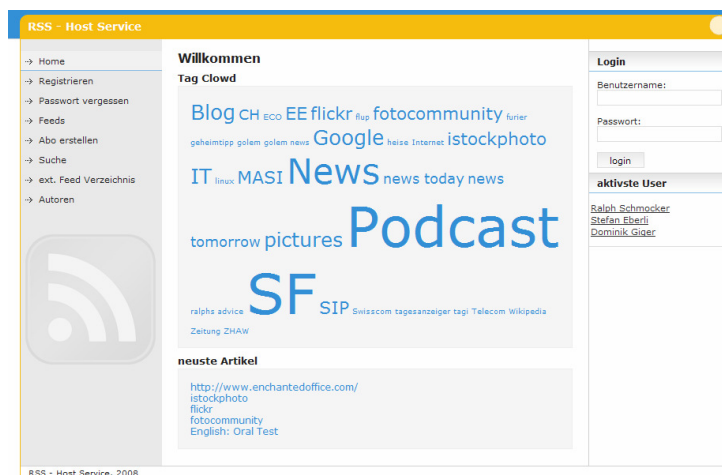 RSS - Host Service
Home
Registrieren
Passwort vergessen
Feeds
Abo erstellen
Suche
ext. Feed Verzeichnis
Autoren
Willkommen
Tag Clowd
Blog CH ECO EE flickr flup fotocommunity furier
geheimtipp golem golem news Google heise Internet istockphoto
IT linux MASI News news today news
tomorrow pictures Podcast
ralphs advice SF SIP Swisscom tagesanzeiger tagi Telecom Wikipedia
Zeitung ZHAW
neuste Artikel
http://www.enchantedoffice.com/
istockphoto
flickr
fotocommunity
English: Oral Test
Login
Benutzername:
Passwort:
login
aktivste User
Ralph Schmocker
Stefan Eberli
Dominik Giger
RSS - Host Service, 2008